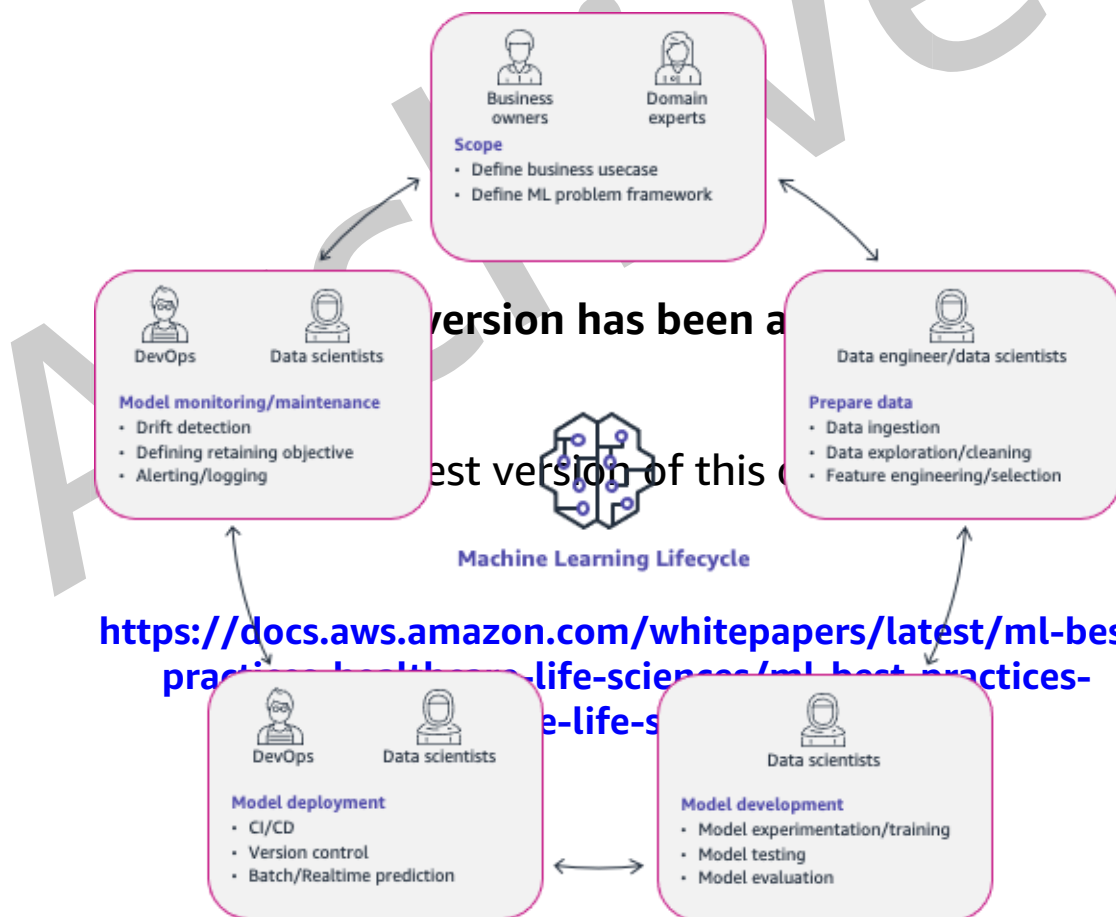 Business
owners
Domain
experts
Scope
• Define business usecase
• Define ML problem framework
DevOps
Data scientists
Model monitoring/maintenance
• Drift detection
• Defining retaining objective
• Alerting/logging
version has been a
Data engineer/data scientists
Prepare data
• Data ingestion
• Data exploration/cleaning
• Feature engineering/selection
est version of this
Machine Learning Lifecycle
https://docs.aws.amazon.com/whitepapers/latest/ml-bes
practices-healthcare-life-sciences/ml-best-practices-
e-life-s
DevOps
Data scientists
Model deployment
• CI/CD
• Version control
• Batch/Realtime prediction
Data scientists
Model development
• Model experimentation/training
• Model testing
• Model evaluation